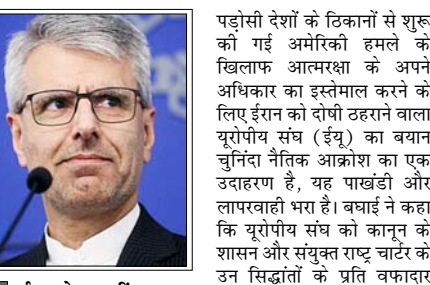 पड़ोसी देशों के ठिकानों से शुरू
की गई अमेरिकी हमले के
खिलाफ आत्मरक्षा के अपने
अधिकार का इस्तेमाल करने के
लिए ईरान को दोषी ठहराने वाला
यूरोपीय संघ (ईयू) का बयान
चुनिंदा नैतिक आक्रोश का एक
उदाहरण है, यह पाखंडी और
लापरवाही भरा है। बघाई ने कहा
कि यूरोपीय संघ को कानून के
शासन और संयुक्त राष्ट्र चार्टर के
उन सिद्धांतों के प्रति वफादार